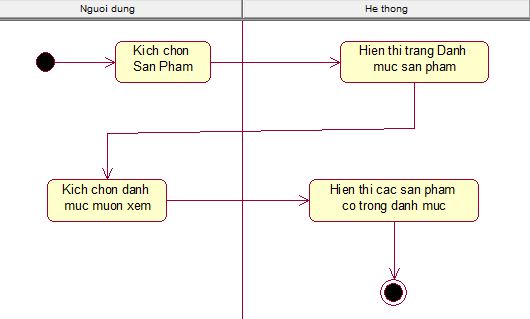 Nguoi dung
He thong
Kich chon
San Pham
Hien thi trang Danh
muc san pham
Kich chon danh
muc muon xem
Hien thi cac san pham
co trong danh muc